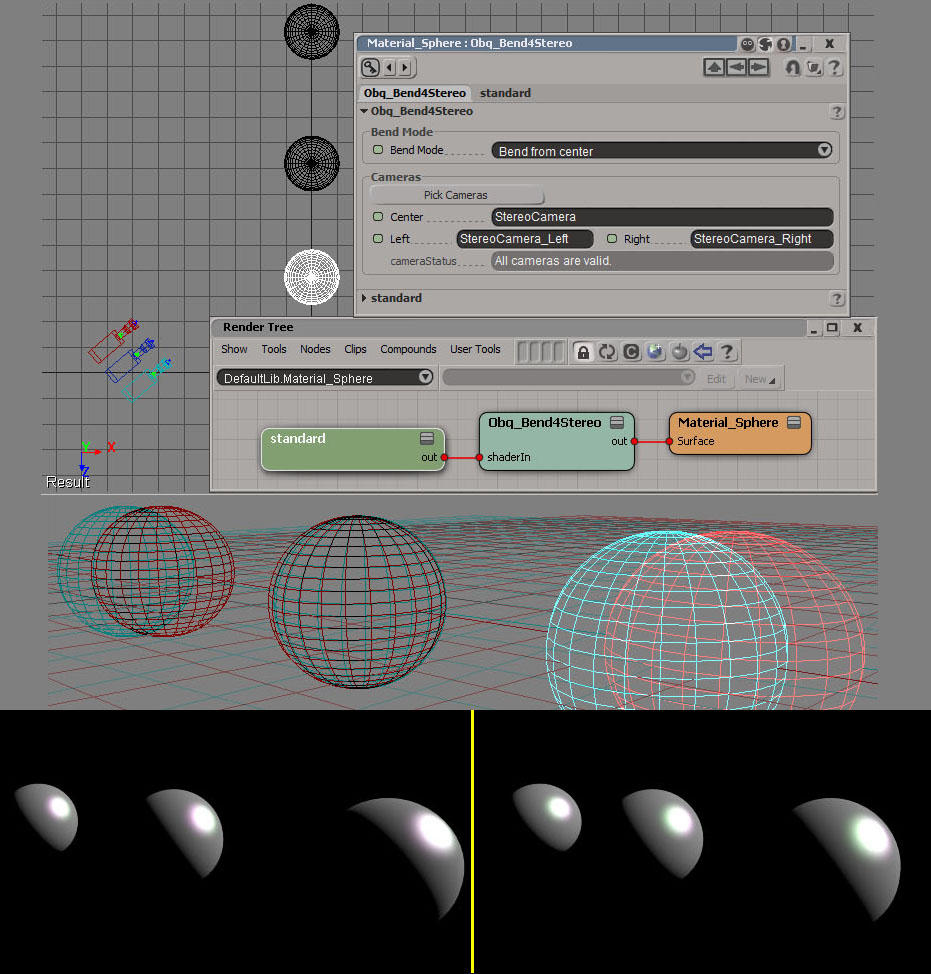 Material_Sphere : Obq_Bend4Stereo
Obq_Bend4Stereo standard
Obq_Bend4Stereo ?
Bend Mode
Bend Mode Bend from center
Cameras
Pick Cameras
Center StereoCamera
Left StereoCamera_Left Right StereoCamera_Right
cameraStatus All cameras are valid.
standard ?
Render Tree
Show Tools Nodes Clips Compounds User Tools
DefaultLib.Material_Sphere Edit New
standard
out
Obq_Bend4Stereo
out
shaderIn
Material_Sphere
Surface
Y X
Z
Result